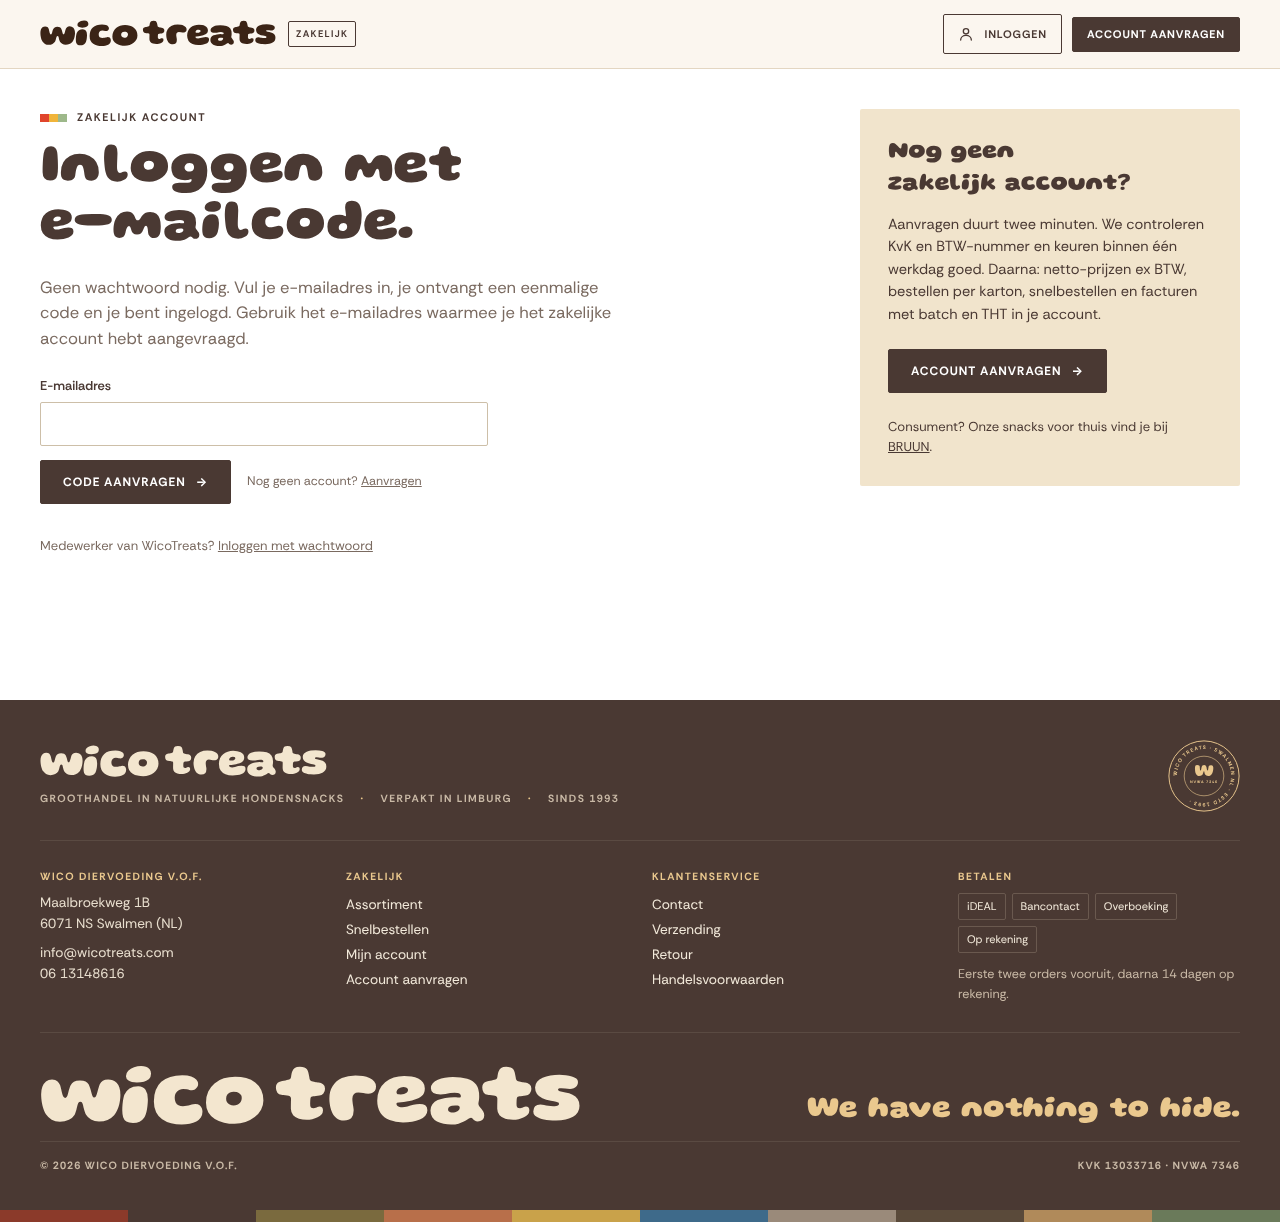 wico treats
ZAKELIJK
INLOGGEN
ACCOUNT AANVRAGEN
ZAKELIJK ACCOUNT
Inloggen met
e-mailcode.
Geen wachtwoord nodig. Vul je e-mailadres in, je ontvangt een eenmalige
code en je bent ingelogd. Gebruik het e-mailadres waarmee je het zakelijke
account hebt aangevraagd.
E-mailadres
CODE AANVRAGEN →
Nog geen account? Aanvragen
Medewerker van WicoTreats? Inloggen met wachtwoord
Nog geen
zakelijk account?
Aanvragen duurt twee minuten. We controleren
KvK en BTW-nummer en keuren binnen één
werkdag goed. Daarna: netto-prijzen ex BTW,
bestellen per karton, snelbestellen en facturen
met batch en THT in je account.
ACCOUNT AANVRAGEN →
Consument? Onze snacks voor thuis vind je bij
BRUUN.
wico treats
GROOTHANDEL IN NATUURLIJKE HONDENSNACKS · VERPAKT IN LIMBURG · SINDS 1993
WICO TREATS · SWALMEN NL · ESTD 1993 ·
W
NVWA 7346
WICO DIERVOEDING V.O.F.
Maalbroekweg 1B
6071 NS Swalmen (NL)
info@wicotreats.com
06 13148616
ZAKELIJK
Assortiment
Snelbestellen
Mijn account
Account aanvragen
KLANTENSERVICE
Contact
Verzending
Retour
Handelsvoorwaarden
BETALEN
iDEAL
Bancontact
Overboeking
Op rekening
Eerste twee orders vooruit, daarna 14 dagen op
rekening.
wico treats
We have nothing to hide.
© 2026 WICO DIERVOEDING V.O.F.
KVK 13033716 · NVWA 7346